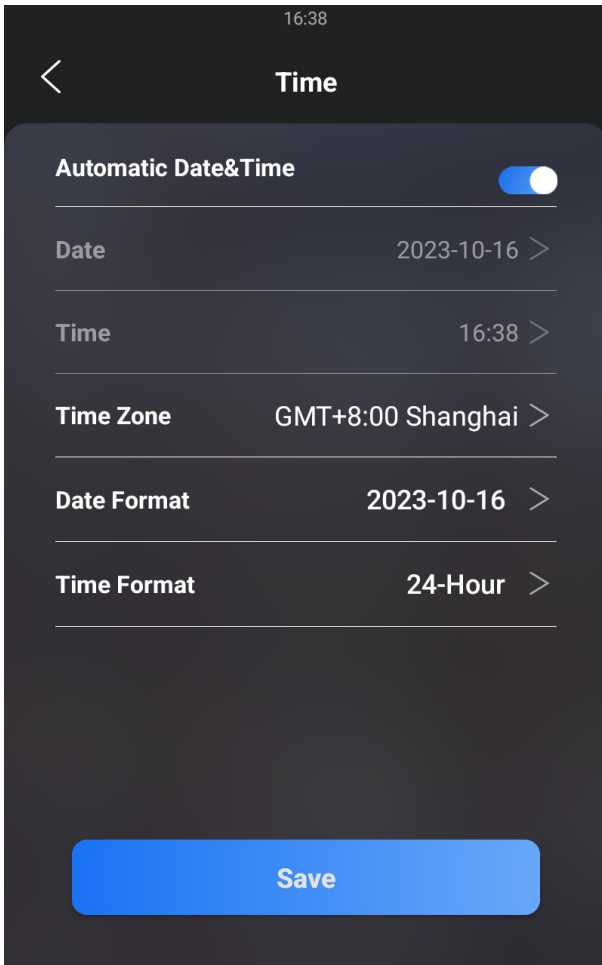 16:38
Time
Automatic Date&Time
Date 2023-10-16
Time 16:38
Time Zone GMT+8:00 Shanghai
Date Format 2023-10-16
Time Format 24-Hour
Save